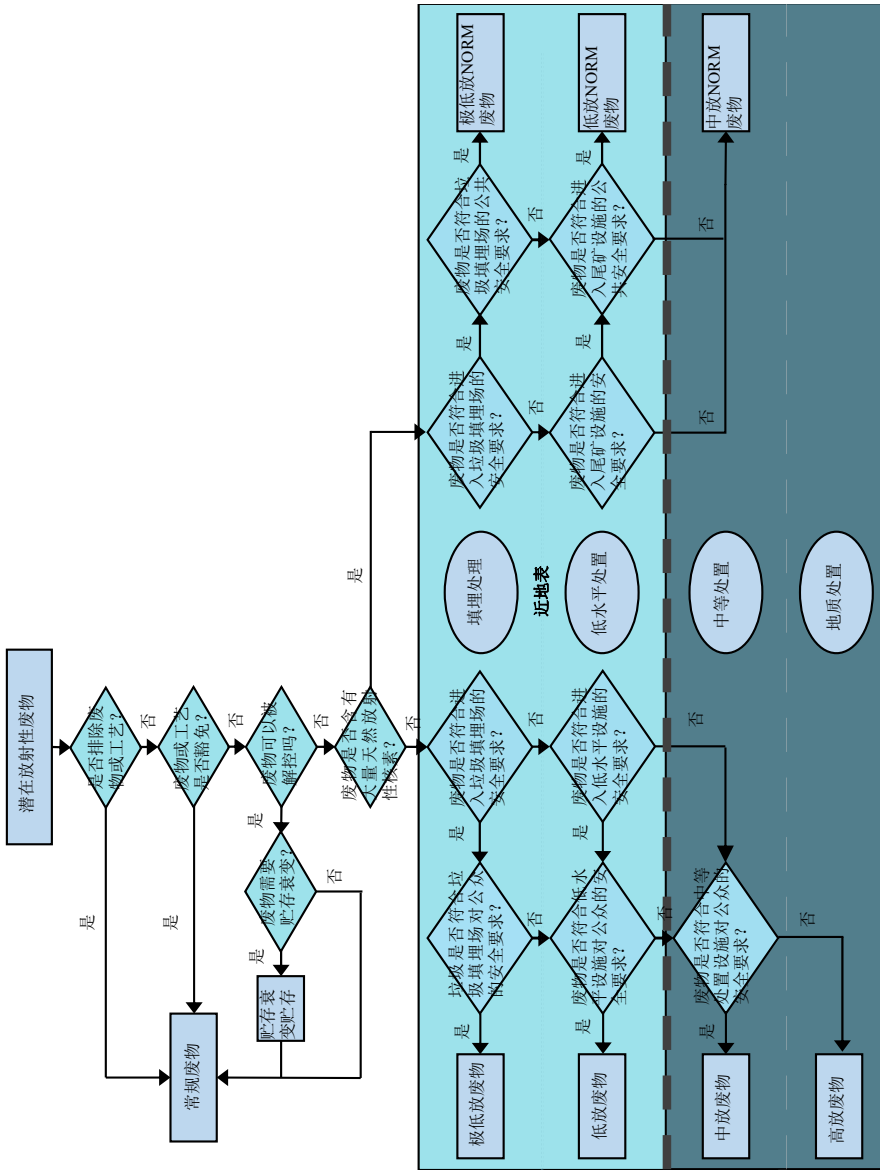 潜在放射性废物
是否排除废
物或工艺?
是
否
废物或工艺
是否豁免?
是
否
常规废物
废物可以被
解控吗?
是
否
废物需要
贮存衰变?
是
否
贮存衰
变贮存
废物是否含有
大量天然放射
性核素?
是
否
垃圾是否符合垃
圾填埋场对公众
的安全要求?
废物是否符合进
入垃圾填埋场的
安全要求?
填埋处理
废物是否符合进
入垃圾填埋场的
安全要求?
废物是否符合垃
圾填埋场的公共
安全要求?
极低放废物
是
是
是
是
极低放NORM
废物
否
否
否
否
近地表
低放废物
是
废物是否符合低水
平设施对公众的安
全要求?
是
废物是否符合进
入低水平设施的
安全要求?
低水平处置
废物是否符合进
入尾矿设施的安
全要求?
是
废物是否符合进
入尾矿设施的公
共安全要求?
是
低放NORM
废物
否
否
否
否
中放废物
是
废物是否符合中等
处置设施对公众的
安全要求?
中等处置
中放NORM
废物
否
高放废物
地质处置